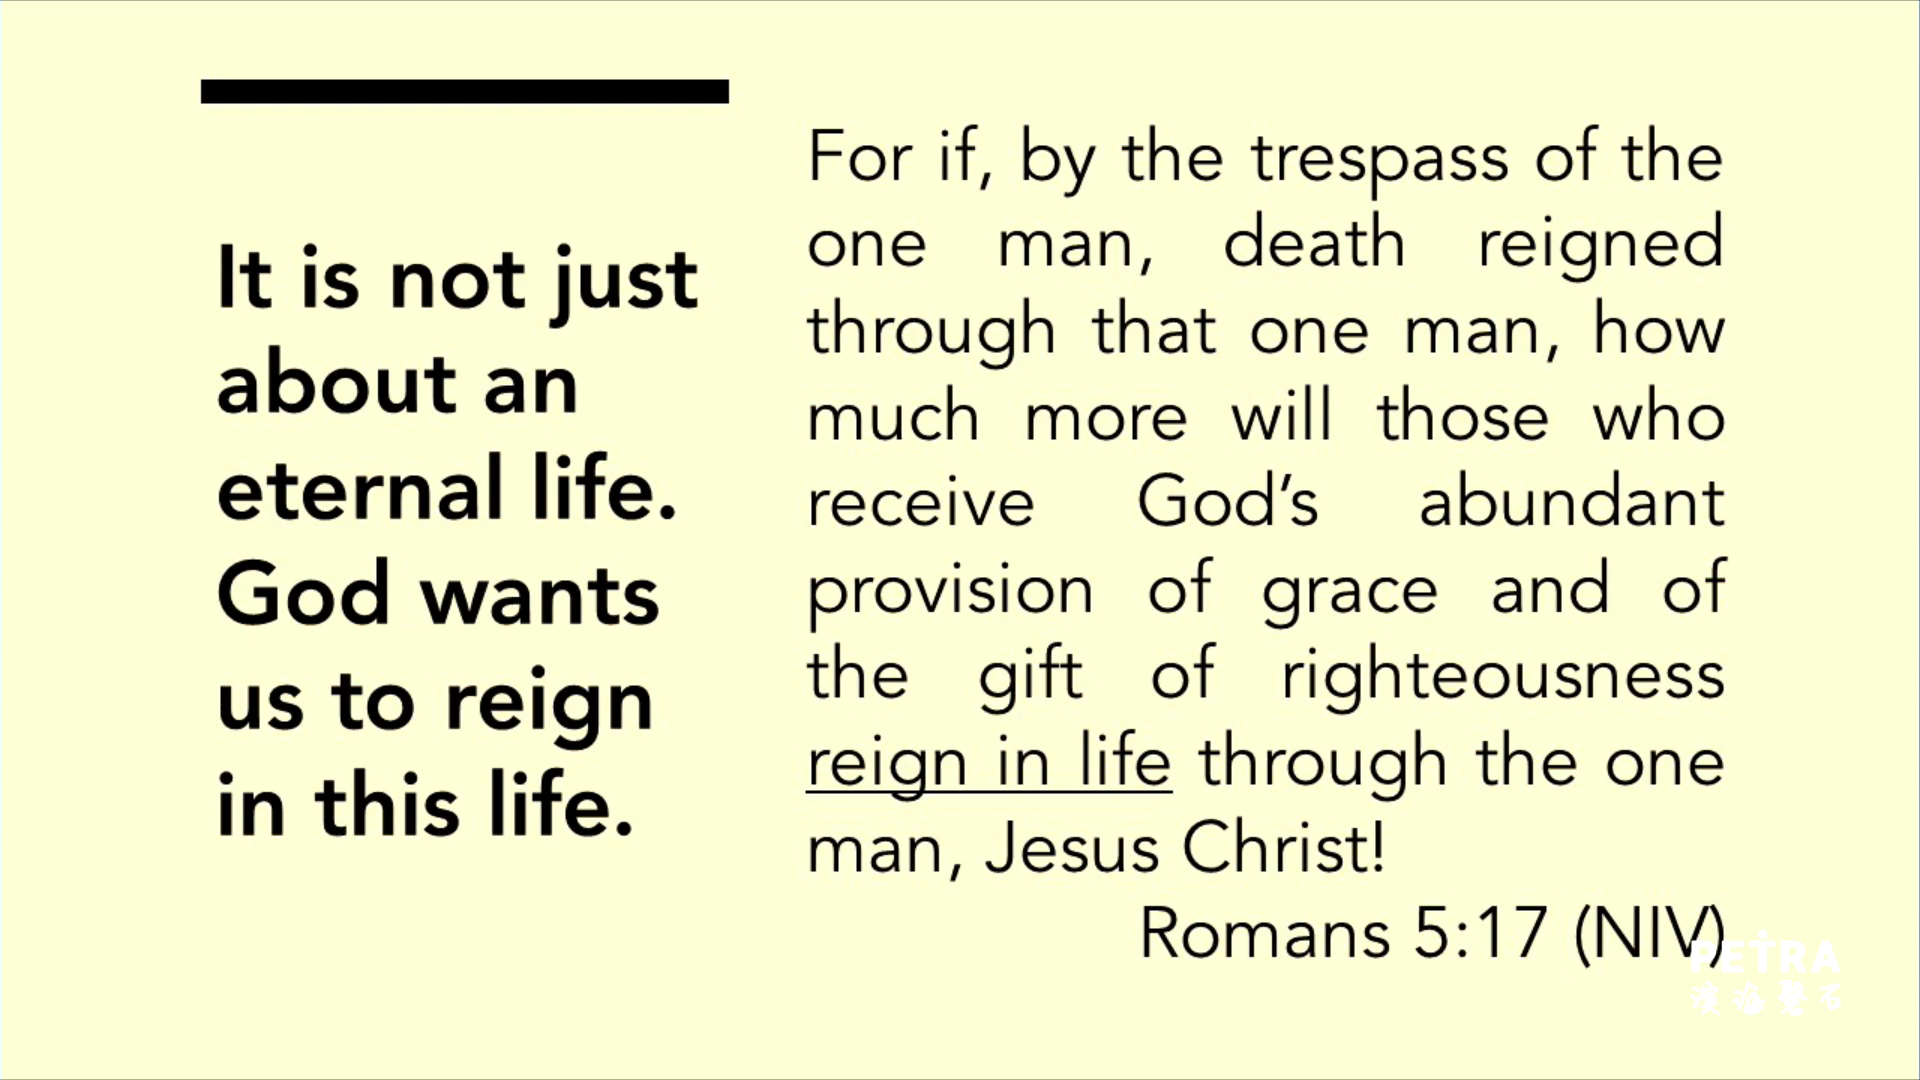 It is not just
about an
eternal life.
God wants
us to reign
in this life.
For if, by the trespass of the
one man, death reigned
through that one man, how
much more will those who
receive God’s abundant
provision of grace and of
the gift of righteousness
reign in life through the one
man, Jesus Christ!
Romans 5:17 (NIV)
PETRA